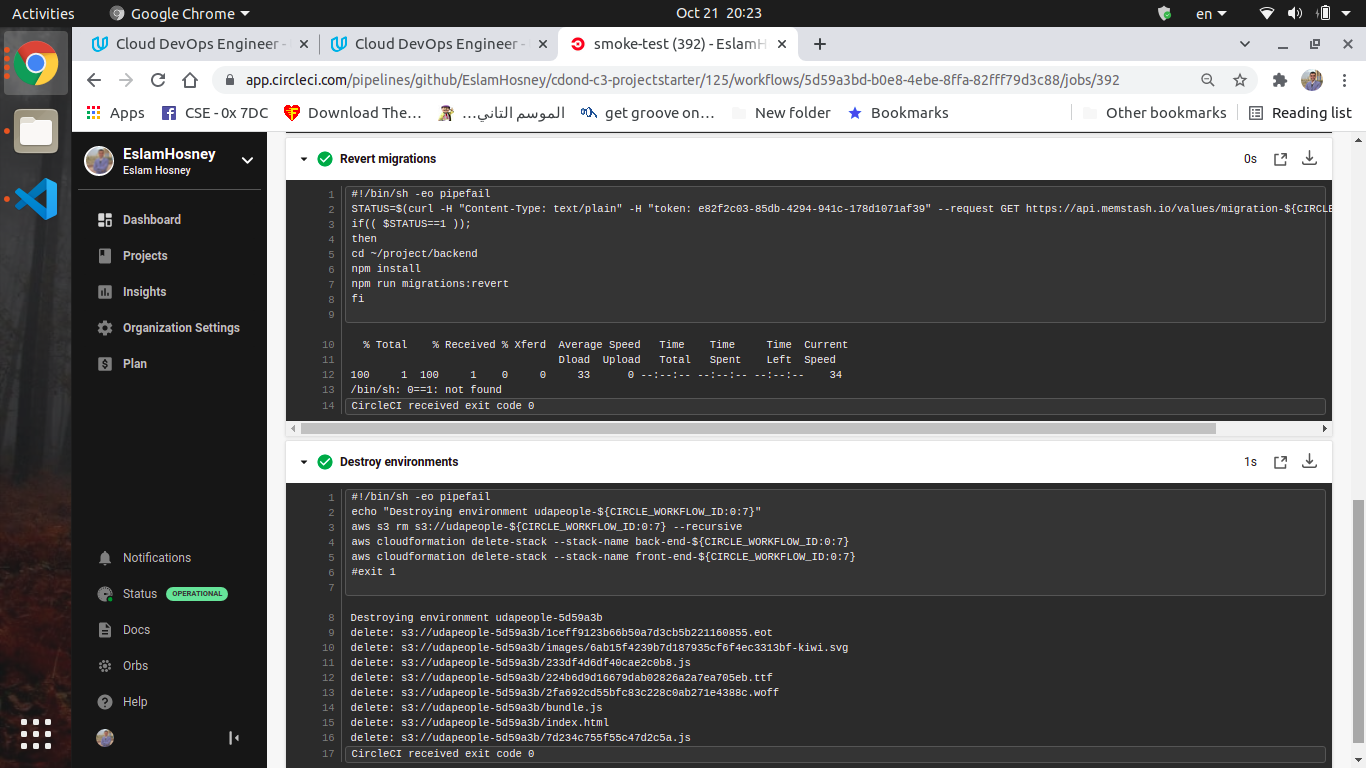 Activities
Google Chrome
Oct 21 20:23
en
Cloud DevOps Engineer -
Cloud DevOps Engineer -
smoke-test (392) - EslamH
app.circleci.com/pipelines/github/EslamHosney/cdond-c3-projectstarter/125/workflows/5d59a3bd-b0e8-4ebe-8ffa-82fff79d3c88/jobs/392
Apps
CSE - 0x 7DC
Download The...
الموسم التاني...
get groove on...
New folder
Bookmarks
Other bookmarks
Reading list
EslamHosney
Eslam Hosney
Dashboard
Projects
Insights
Organization Settings
Plan
Notifications
Status OPERATIONAL
Docs
Orbs
Help
Revert migrations
0s
1 #!/bin/sh -eo pipefail
2 STATUS=$(curl -H "Content-Type: text/plain" -H "token: e82f2c03-85db-4294-941c-178d1071af39" --request GET https://api.memstash.io/values/migration-${CIRCLE
3 if(( $STATUS==1 ));
4 then
5 cd ~/project/backend
6 npm install
7 npm run migrations:revert
8 fi
9
10 % Total % Received % Xferd Average Speed Time Time Time Current
11 Dload Upload Total Spent Left Speed
12 100 1 100 1 0 0 33 0 --:--:-- --:--:-- --:--:-- 34
13 /bin/sh: 0==1: not found
14 CircleCI received exit code 0
Destroy environments
1s
1 #!/bin/sh -eo pipefail
2 echo "Destroying environment udapeople-${CIRCLE_WORKFLOW_ID:0:7}"
3 aws s3 rm s3://udapeople-${CIRCLE_WORKFLOW_ID:0:7} --recursive
4 aws cloudformation delete-stack --stack-name back-end-${CIRCLE_WORKFLOW_ID:0:7}
5 aws cloudformation delete-stack --stack-name front-end-${CIRCLE_WORKFLOW_ID:0:7}
6 #exit 1
7
8 Destroying environment udapeople-5d59a3b
9 delete: s3://udapeople-5d59a3b/1ceff9123b66b50a7d3cb5b221160855.eot
10 delete: s3://udapeople-5d59a3b/images/6ab15f4239b7d187935cf6f4ec3313bf-kiwi.svg
11 delete: s3://udapeople-5d59a3b/233df4d6df40cae2c0b8.js
12 delete: s3://udapeople-5d59a3b/224b6d9d16679dab02826a2a7ea705eb.ttf
13 delete: s3://udapeople-5d59a3b/2fa692cd55bfc83c228c0ab271e4388c.woff
14 delete: s3://udapeople-5d59a3b/bundle.js
15 delete: s3://udapeople-5d59a3b/index.html
16 delete: s3://udapeople-5d59a3b/7d234c755f55c47d2c5a.js
17 CircleCI received exit code 0